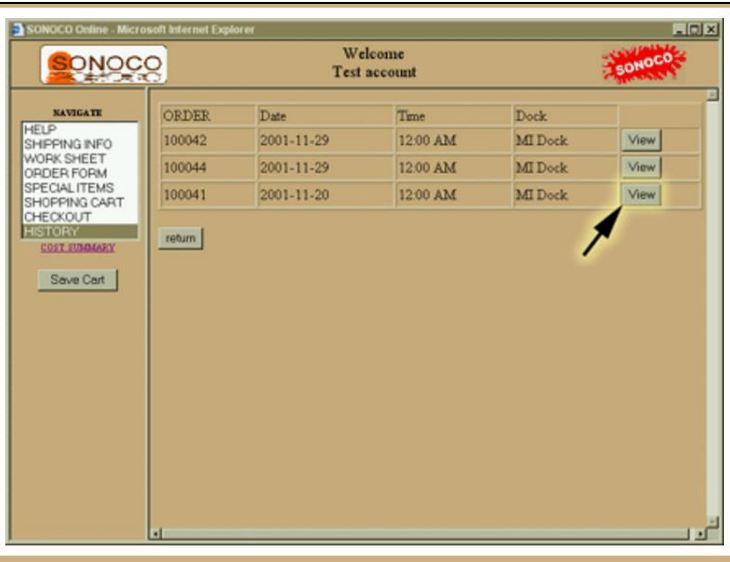 SONOCO Online - Microsoft Internet Explorer
SONOCO
Welcome
Test account
SONOCO
NAVIGATE
HELP
SHIPPING INFO
WORK SHEET
ORDER FORM
SPECIAL ITEMS
SHOPPING CART
CHECKOUT
HISTORY
COST SUMMARY
Save Cart
ORDER Date Time Dock
100042 2001-11-29 12:00 AM MI Dock View
100044 2001-11-29 12:00 AM MI Dock View
100041 2001-11-20 12:00 AM MI Dock View
return